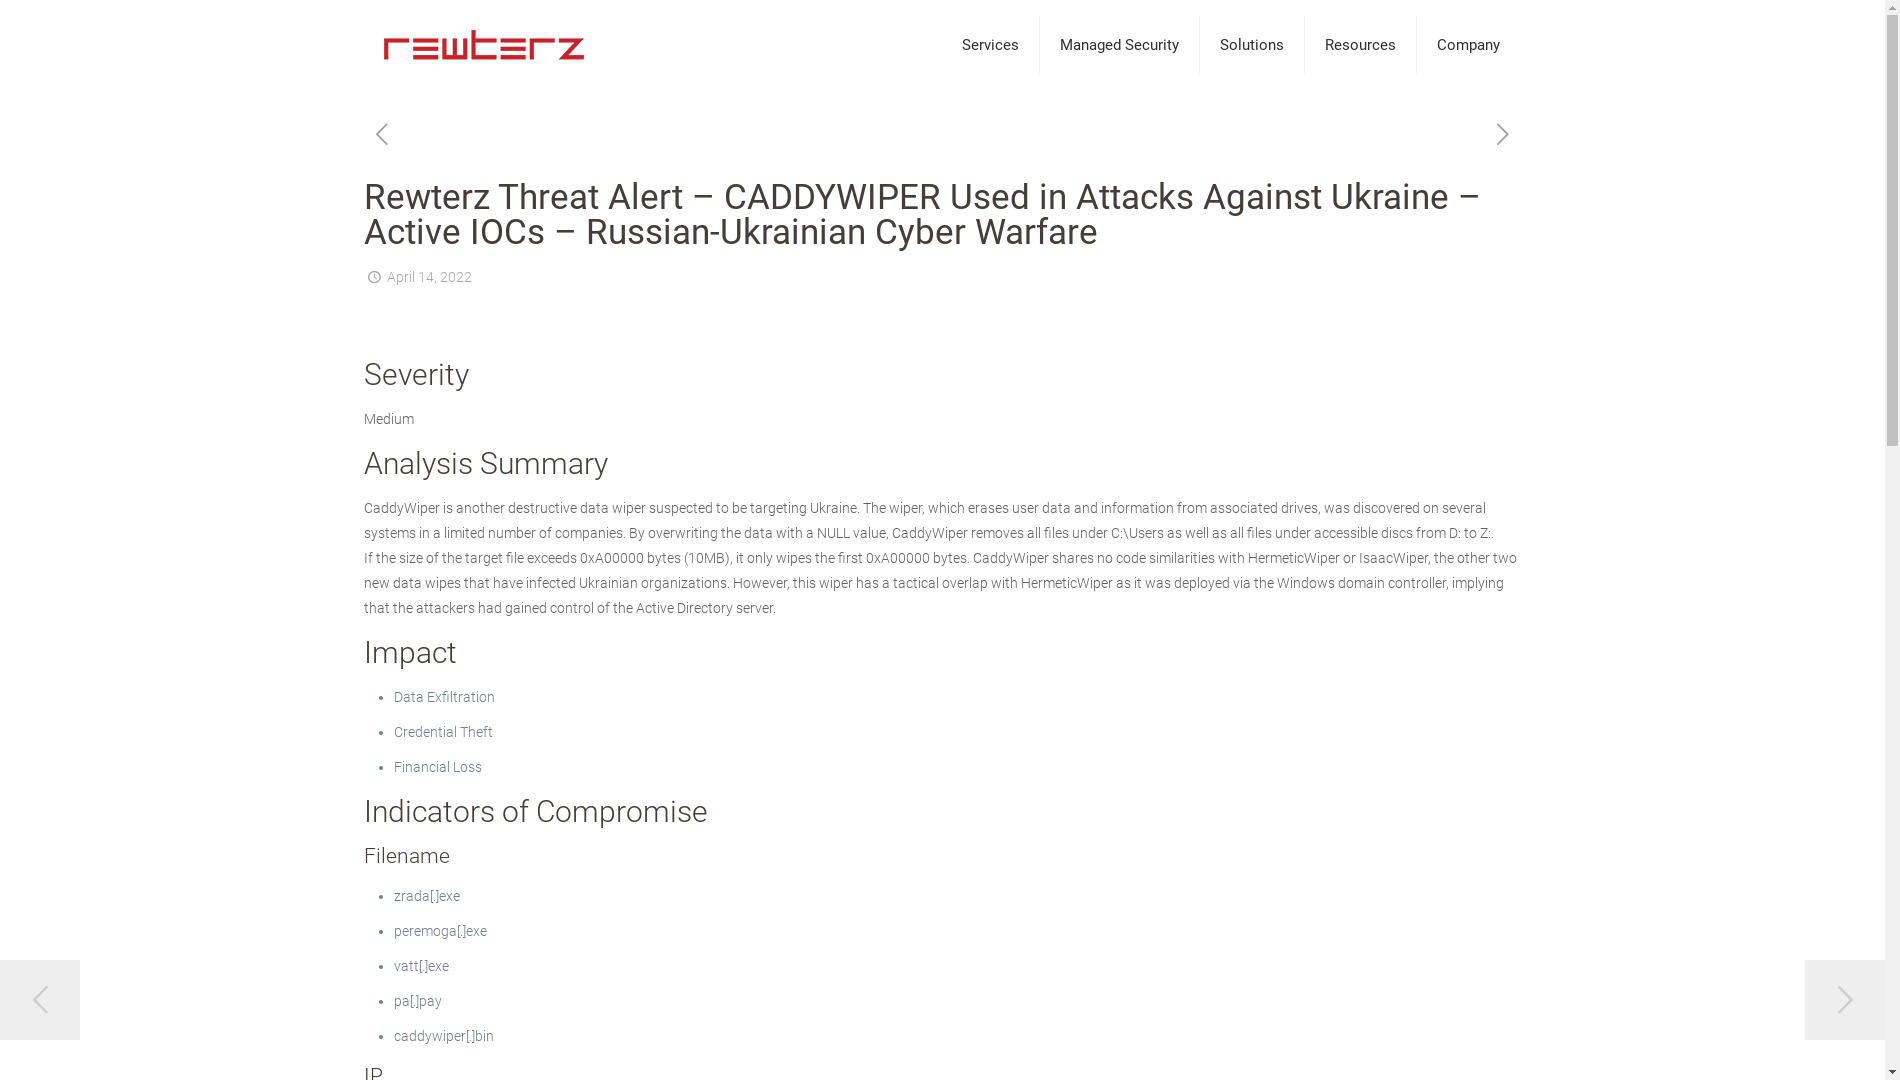 rewterz
Services
Managed Security
Solutions
Resources
Company
Rewterz Threat Alert – CADDYWIPER Used in Attacks Against Ukraine –
Active IOCs – Russian-Ukrainian Cyber Warfare
April 14, 2022
Severity
Medium
Analysis Summary
CaddyWiper is another destructive data wiper suspected to be targeting Ukraine. The wiper, which erases user data and information from associated drives, was discovered on several
systems in a limited number of companies. By overwriting the data with a NULL value, CaddyWiper removes all files under C:\Users as well as all files under accessible discs from D: to Z:.
If the size of the target file exceeds 0xA00000 bytes (10MB), it only wipes the first 0xA00000 bytes. CaddyWiper shares no code similarities with HermeticWiper or IsaacWiper, the other two
new data wipes that have infected Ukrainian organizations. However, this wiper has a tactical overlap with HermeticWiper as it was deployed via the Windows domain controller, implying
that the attackers had gained control of the Active Directory server.
Impact
• Data Exfiltration
• Credential Theft
• Financial Loss
Indicators of Compromise
Filename
• zrada[.]exe
• peremoga[.]exe
• vatt[.]exe
• pa[.]pay
• caddywiper[.]bin
IP